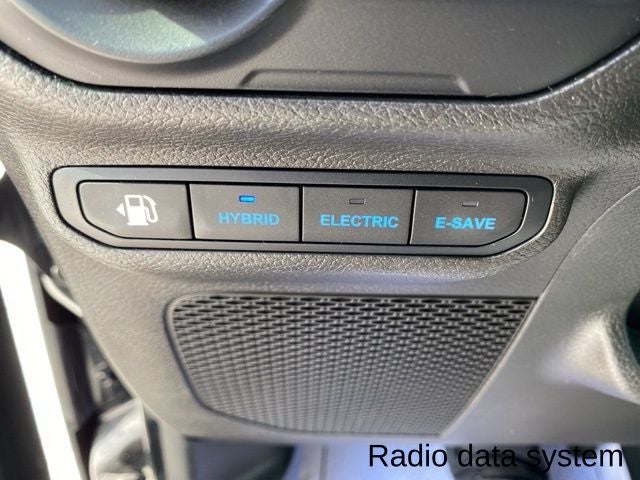 HYBRID ELECTRIC E-SAVE
Radio data system